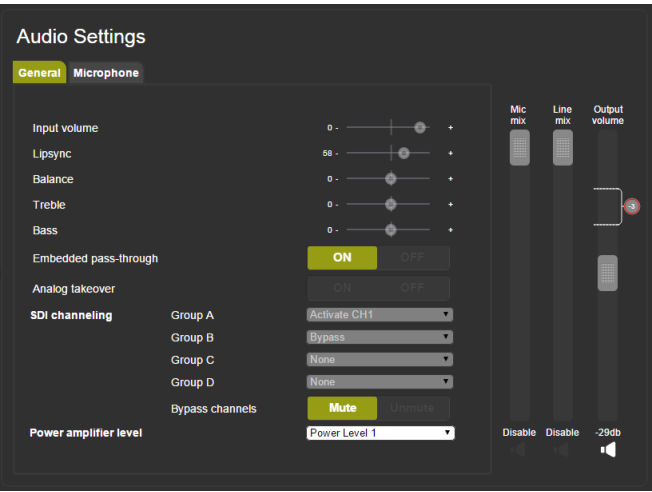 Audio Settings
General Microphone
Input volume 0 - +
Lipsync 58 - +
Balance 0 - +
Treble 0 - +
Bass 0 - +
Embedded pass-through ON OFF
Analog takeover ON OFF
SDI channeling Group A Activate CH1
Group B Bypass
Group C None
Group D None
Bypass channels Mute Unmute
Power amplifier level Power Level 1
Mic mix
Line mix
Output volume
-3
Disable Disable -29db